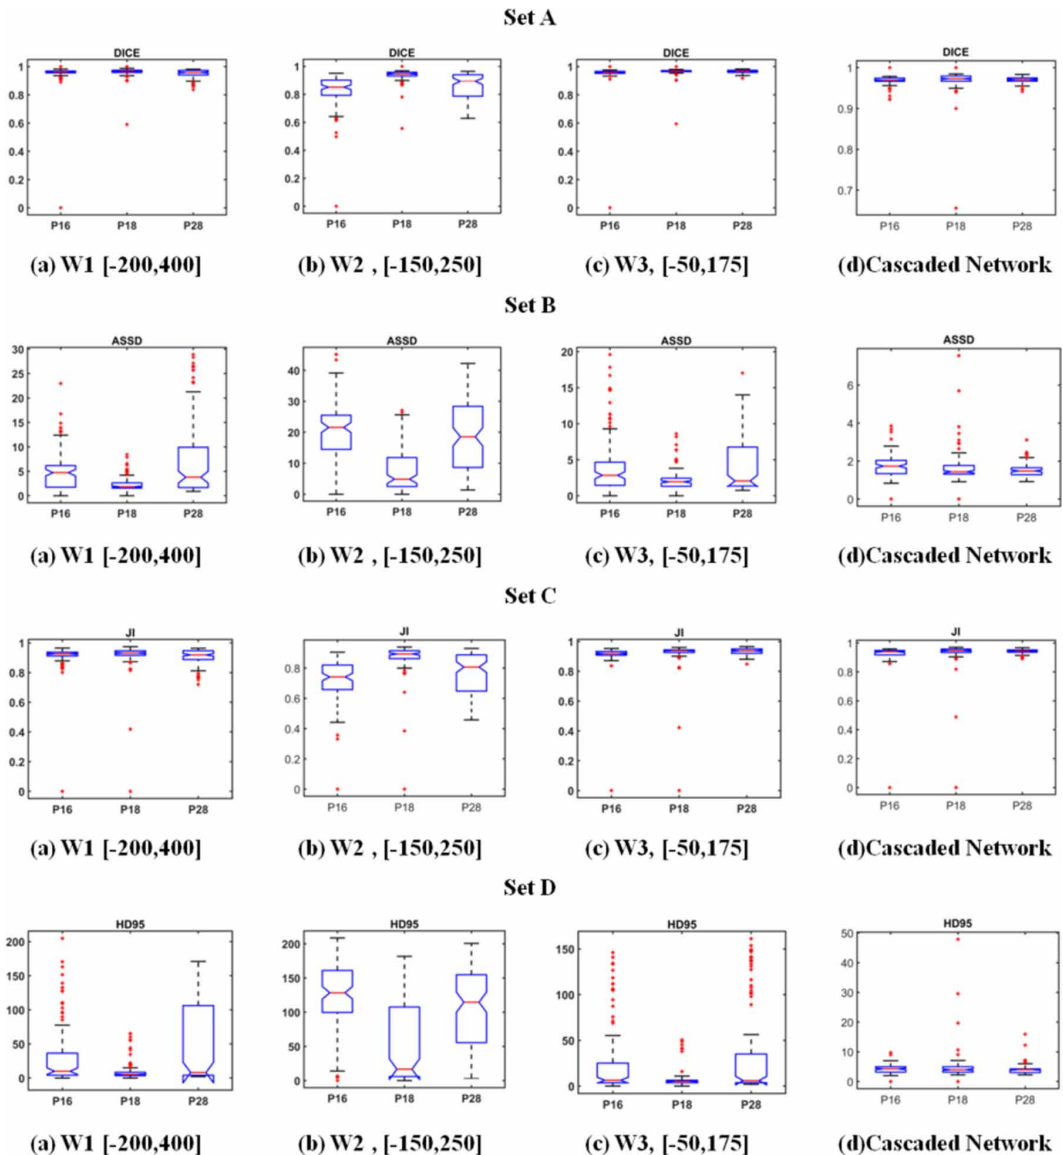 Set A
DICE DICE DICE DICE
1 0.8 0.6 0.4 0.2 0
1 0.8 0.6 0.4 0.2 0
1 0.8 0.6 0.4 0.2 0
1 0.9 0.8 0.7
P16 P18 P28 P16 P18 P28 P16 P18 P28 P16 P18 P28
(a) W1 [-200,400] (b) W2 , [-150,250] (c) W3, [-50,175] (d)Cascaded Network
Set B
ASSD ASSD ASSD ASSD
30 25 20 15 10 5 0
40 30 20 10 0
20 15 10 5 0
6 4 2 0
P16 P18 P28 P16 P18 P28 P16 P18 P28 P16 P18 P28
(a) W1 [-200,400] (b) W2 , [-150,250] (c) W3, [-50,175] (d)Cascaded Network
Set C
JI JI JI JI
1 0.8 0.6 0.4 0.2 0
0.8 0.6 0.4 0.2 0
1 0.8 0.6 0.4 0.2 0
1 0.8 0.6 0.4 0.2 0
P16 P18 P28 P16 P18 P28 P16 P18 P28 P16 P18 P28
(a) W1 [-200,400] (b) W2 , [-150,250] (c) W3, [-50,175] (d)Cascaded Network
Set D
HD95 HD95 HD95 HD95
200 150 100 50 0
200 150 100 50 0
150 100 50 0
50 40 30 20 10 0
P16 P18 P28 P16 P18 P28 P16 P18 P28 P16 P18 P28
(a) W1 [-200,400] (b) W2 , [-150,250] (c) W3, [-50,175] (d)Cascaded Network